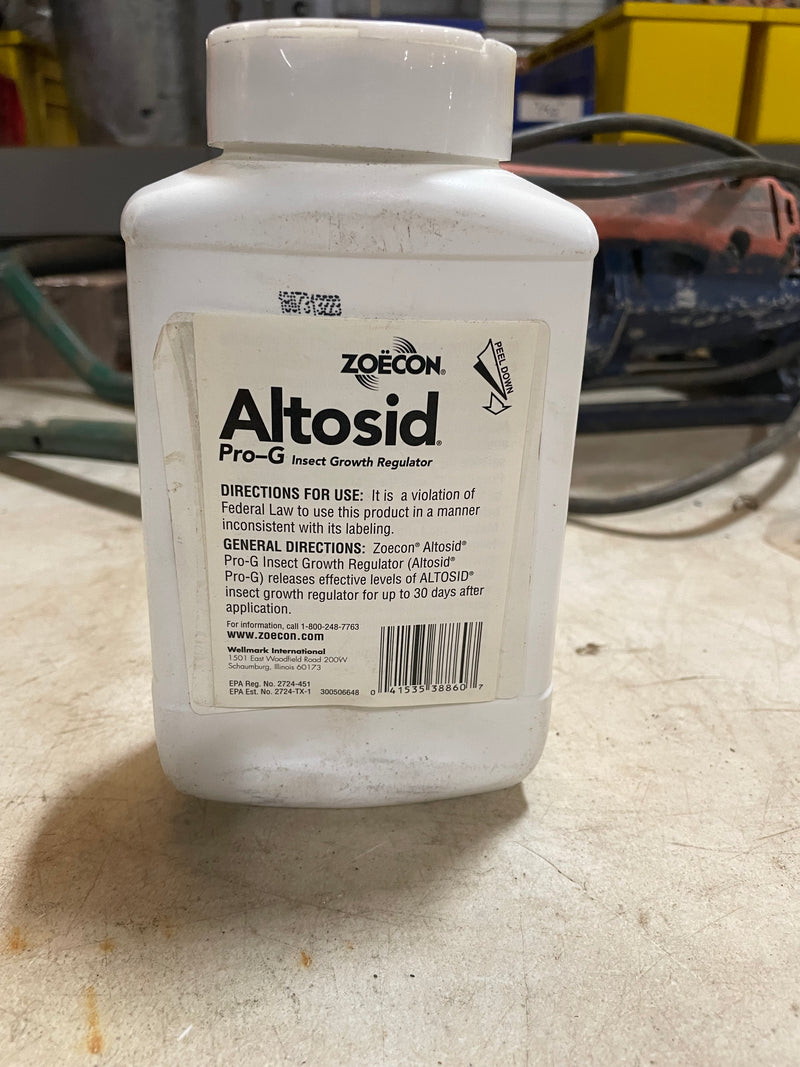 ZOËCON®
PEEL DOWN
Altosid®
Pro–G Insect Growth Regulator
DIRECTIONS FOR USE: It is a violation of
Federal Law to use this product in a manner
inconsistent with its labeling.
GENERAL DIRECTIONS: Zoecon® Altosid®
Pro-G Insect Growth Regulator (Altosid®
Pro-G) releases effective levels of ALTOSID®
insect growth regulator for up to 30 days after
application.
For information, call 1-800-248-7763
www.zoecon.com
Wellmark International
1501 East Woodfield Road 200W
Schaumburg, Illinois 60173
EPA Reg. No. 2724-451
EPA Est. No. 2724-TX-1 300506648
0 41535 38860 7